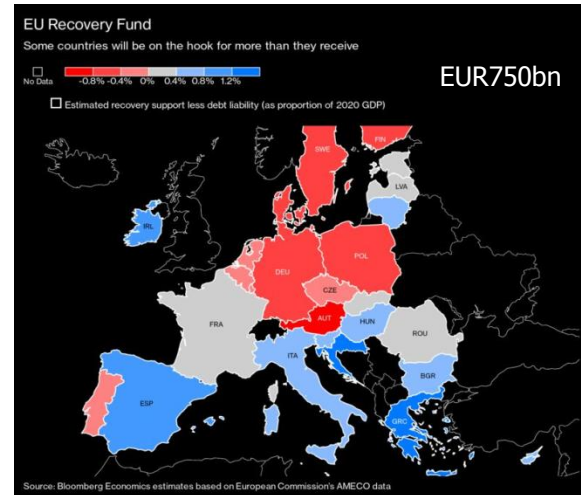 EU Recovery Fund
Some countries will be on the hook for more than they receive
EUR750bn
No Data
-0.8% -0.4% 0% 0.4% 0.8% 1.2%
Estimated recovery support less debt liability (as proportion of 2020 GDP)
FIN
SWE
LVA
IRL
POL
DEU
CZE
AUT
HUN
FRA
ROU
ITA
BGR
ESP
GRC
Source: Bloomberg Economics estimates based on European Commission's AMECO data